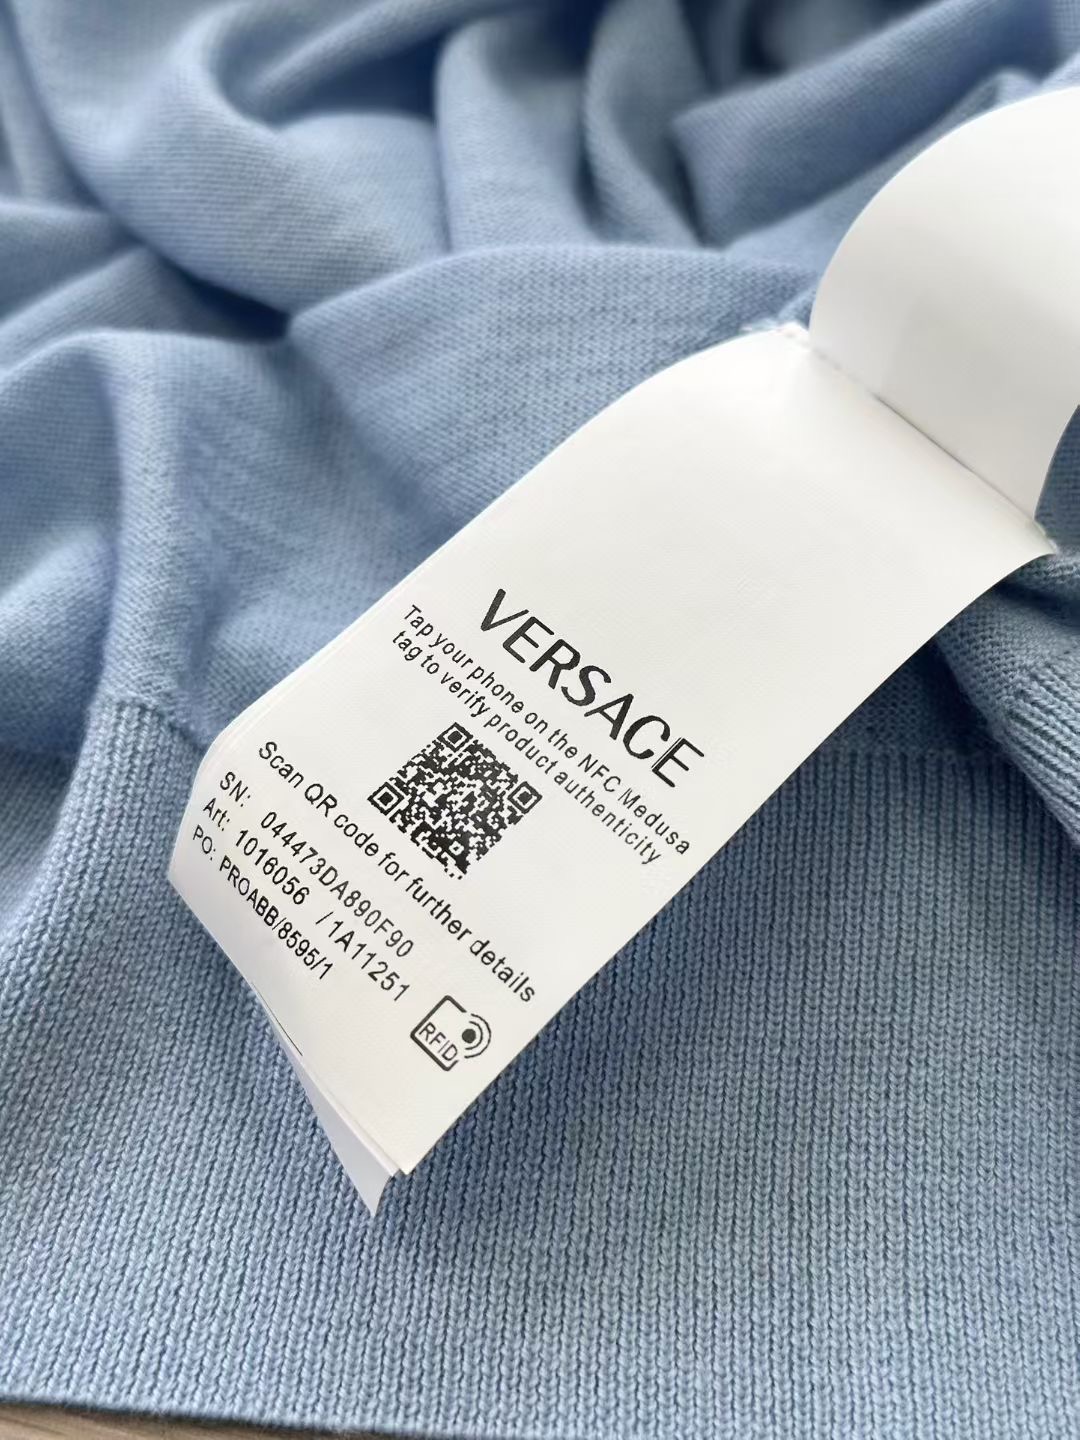 VERSACE
Tap your phone on the NFC Medusa
tag to verify product authenticity
Scan QR code for further details
SN: 044473DA890F90
Art: 1016056 /1A11251
PO: PROABB/8595/1
RFID